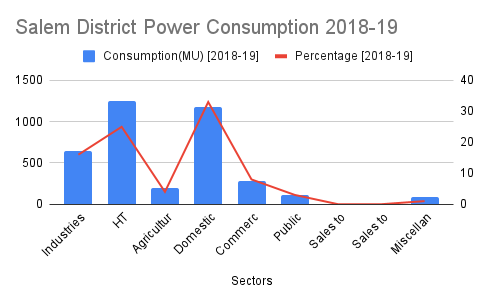 Salem District Power Consumption 2018-19
Consumption(MU) [2018-19] Percentage [2018-19]
1500 40
1000 30
500 20
0 10
0
Industries HT Agricultur Domestic Commerc Public Sales to Sales to MIscellan
Sectors